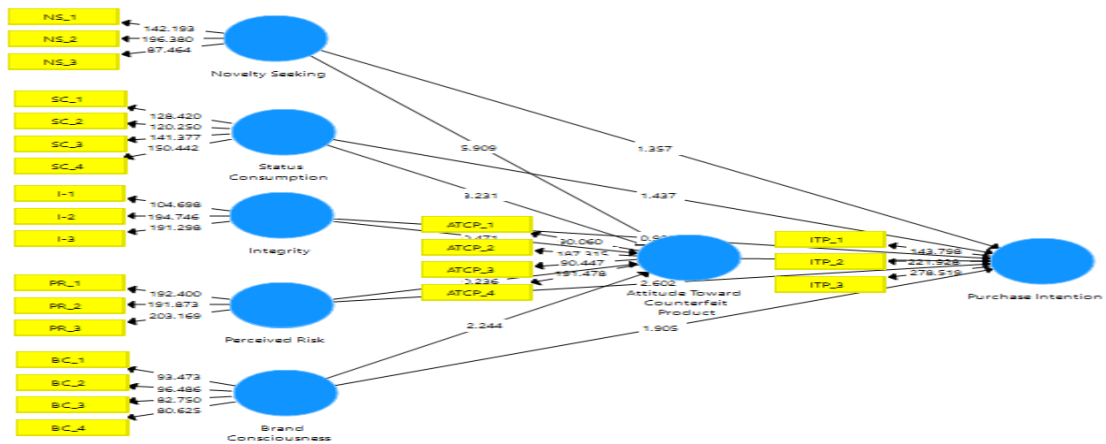 NS_1
NS_2
NS_3
142.193
196.380
87.464
Novelty Seeking
SC_1
SC_2
SC_3
SC_4
128.420
120.250
141.377
150.442
Status
Consumption
I-1
I-2
I-3
104.698
194.746
191.298
Integrity
PR_1
PR_2
PR_3
192.400
191.873
203.169
Perceived Risk
BC_1
BC_2
BC_3
BC_4
93.473
96.486
82.750
80.625
Brand
Consciousness
5.909
3.231
2.244
ATCP_1
ATCP_2
ATCP_3
ATCP_4
90.447
191.478
Attitude Toward
Counterfeit
Product
1.357
1.437
2.602
1.905
ITP_1
ITP_2
ITP_3
143.798
221.928
278.519
Purchase Intention